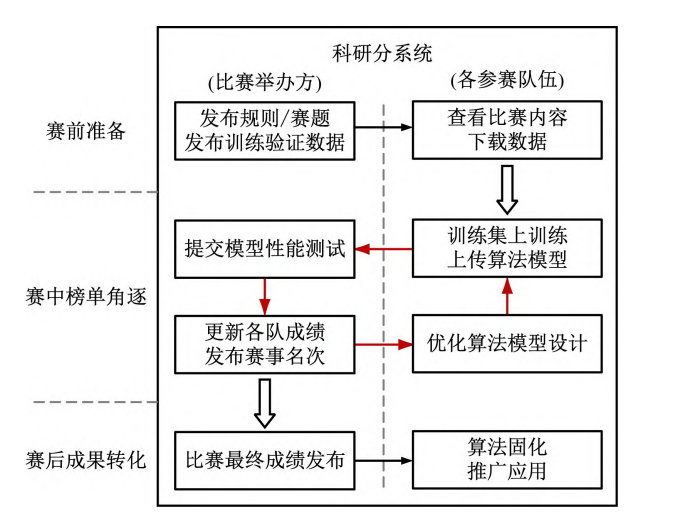 科研分系统
(比赛举办方)
(各参赛队伍)
赛前准备
发布规则/赛题
发布训练验证数据
查看比赛内容
下载数据
赛中榜单角逐
提交模型性能测试
训练集上训练
上传算法模型
更新各队成绩
发布赛事名次
优化算法模型设计
赛后成果转化
比赛最终成绩发布
算法固化
推广应用